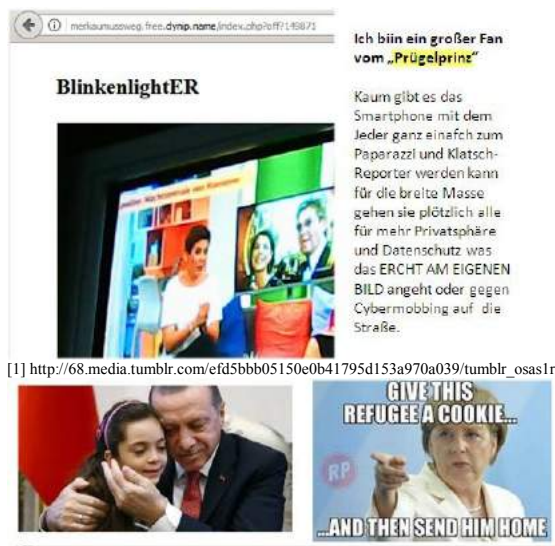 merkaumussweg.free.dynip.name/index.php?off?149871
BlinkenlightER
Ich biin ein großer Fan
vom „Prügelprinz“
Kaum gibt es das
Smartphone mit dem
Jeder ganz einafch zum
Paparazzi und Klatsch-
Reporter werden kann
für die breite Masse
gehen sie plötzlich alle
für mehr Privatsphäre
und Datenschutz was
das ERCHT AM EIGENEN
BILD angeht oder gegen
Cybermobbing auf die
Straße.
[1] http://68.media.tumblr.com/efd5bbb05150e0b41795d153a970a039/tumblr_osas1r
GIVE THIS
REFUGEE A COOKIE...
RP
...AND THEN SEND HIM HOME